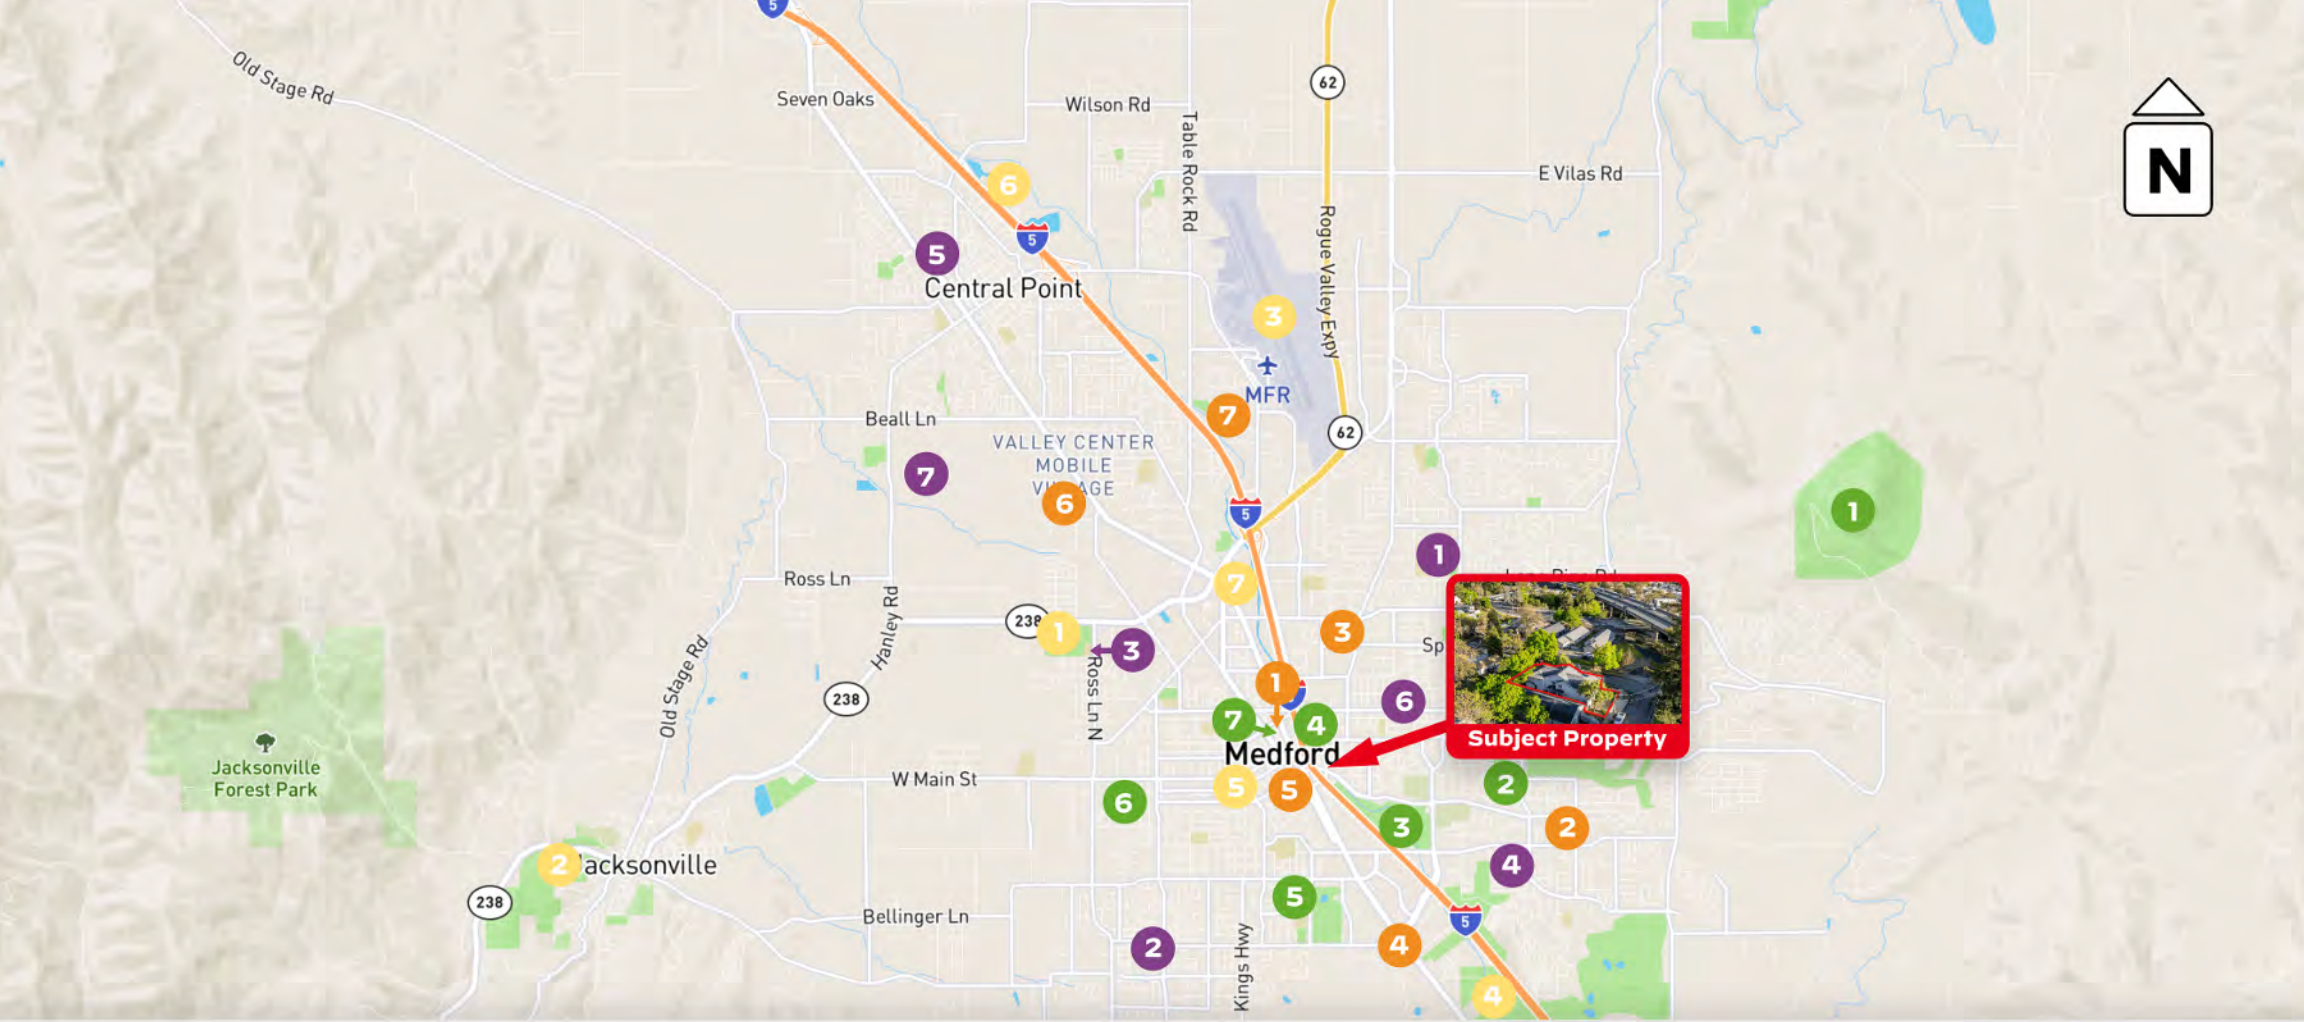 5
Old Stage Rd
Seven Oaks
Wilson Rd
62
Table Rock Rd
E Vilas Rd
N
6
5
5
Central Point
Rogue Valley Expy
3
MFR
7
Beall Ln
62
VALLEY CENTER
MOBILE
7
6
5
1
1
Ross Ln
7
Hanley Rd
238
1
3
3
Sp
Old Stage Rd
Ross Ln N
238
1
6
7
4
Subject Property
Medford
Jacksonville
Forest Park
W Main St
5
5
2
6
3
2
2
acksonville
4
238
5
Bellinger Ln
5
2
4
Kings Hwy
4